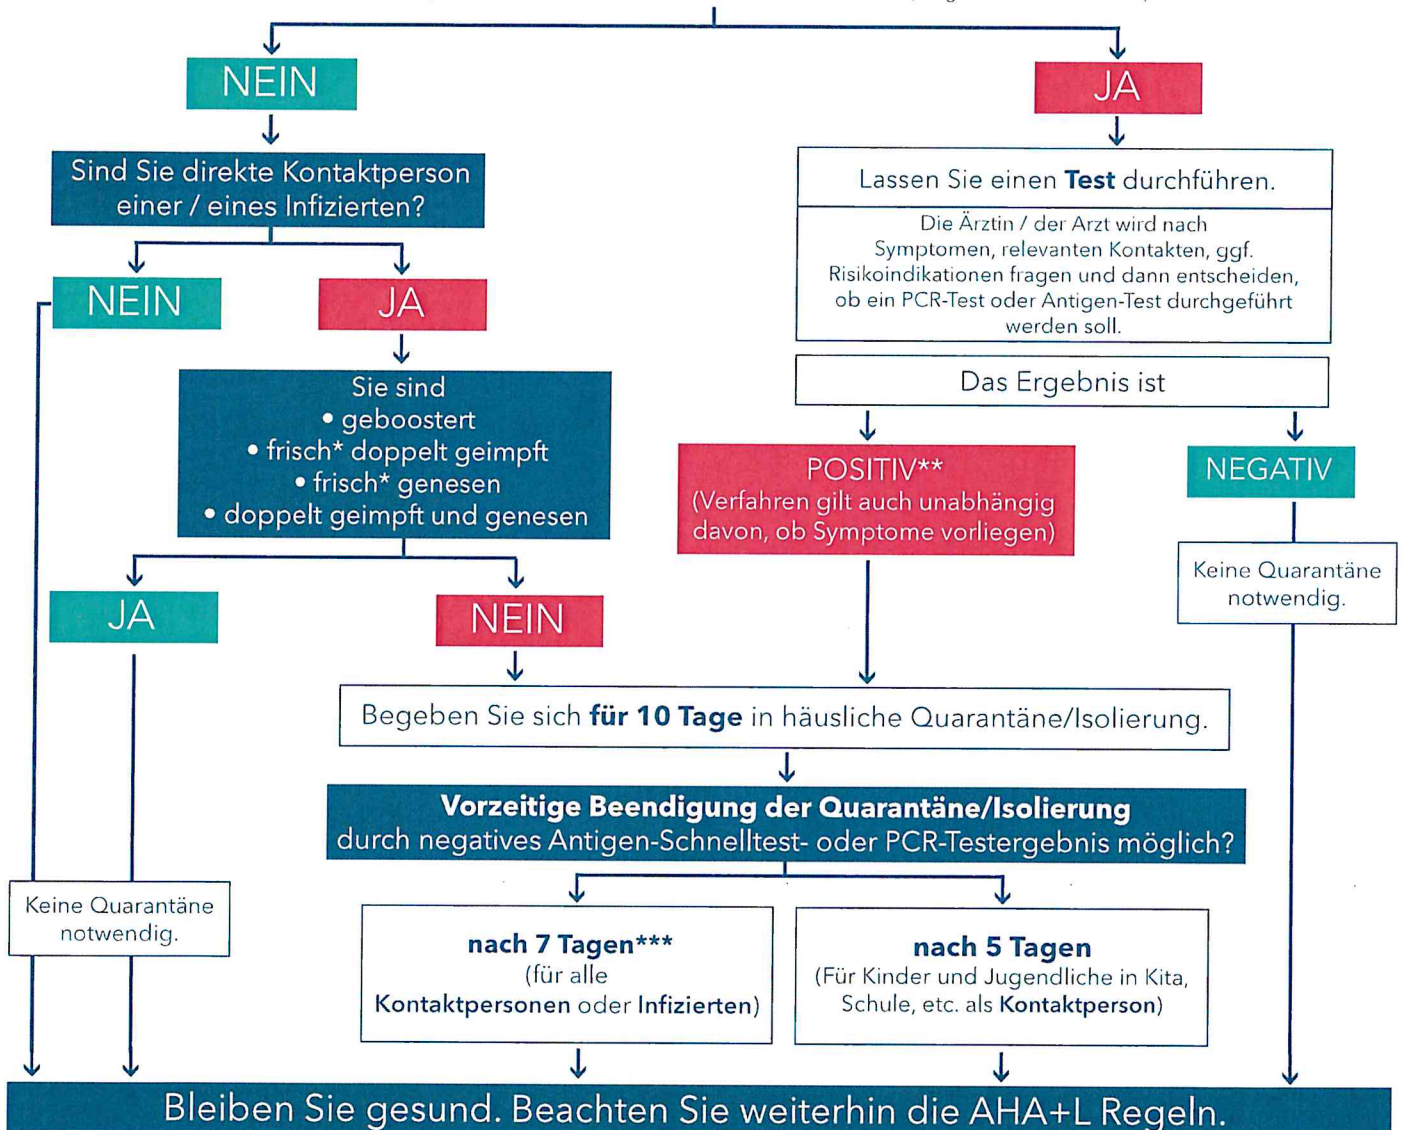 NEIN
JA
Sind Sie direkte Kontaktperson
einer / eines Infizierten?
Lassen Sie einen Test durchführen.
Die Ärztin / der Arzt wird nach
Symptomen, relevanten Kontakten, ggf.
Risikoindikationen fragen und dann entscheiden,
ob ein PCR-Test oder Antigen-Test durchgeführt
werden soll.
NEIN
JA
Das Ergebnis ist
Sie sind
• geboostert
• frisch* doppelt geimpft
• frisch* genesen
• doppelt geimpft und genesen
POSITIV**
(Verfahren gilt auch unabhängig
davon, ob Symptome vorliegen)
NEGATIV
Keine Quarantäne
notwendig.
JA
NEIN
Begeben Sie sich für 10 Tage in häusliche Quarantäne/Isolierung.
Vorzeitige Beendigung der Quarantäne/Isolierung
durch negatives Antigen-Schnelltest- oder PCR-Testergebnis möglich?
Keine Quarantäne
notwendig.
nach 7 Tagen***
(für alle
Kontaktpersonen oder Infizierten)
nach 5 Tagen
(Für Kinder und Jugendliche in Kita,
Schule, etc. als Kontaktperson)
Bleiben Sie gesund. Beachten Sie weiterhin die AHA+L Regeln.